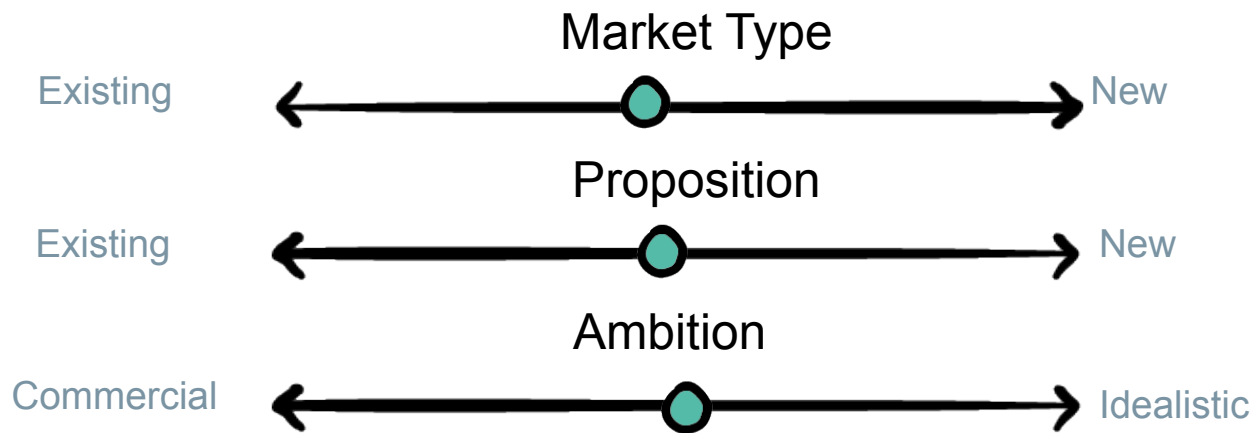 Market Type
Existing
New
Proposition
Existing
New
Ambition
Commercial
Idealistic